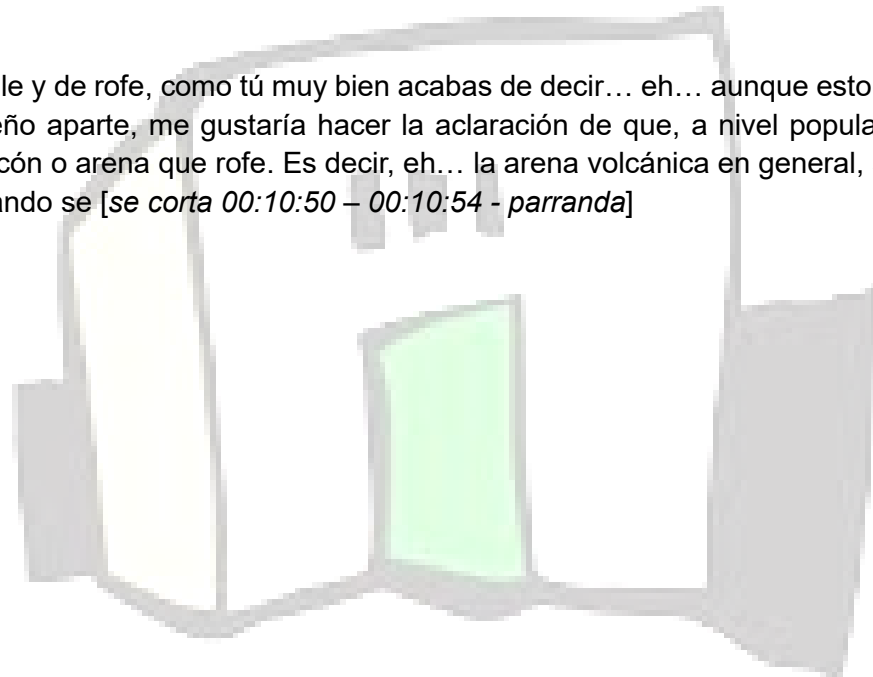 le y de rofe, como tú muy bien acabas de decir… eh… aunque esto
eño aparte, me gustaría hacer la aclaración de que, a nivel popula
cón o arena que rofe. Es decir, eh… la arena volcánica en general,
ando se [se corta 00:10:50 – 00:10:54 - parranda]